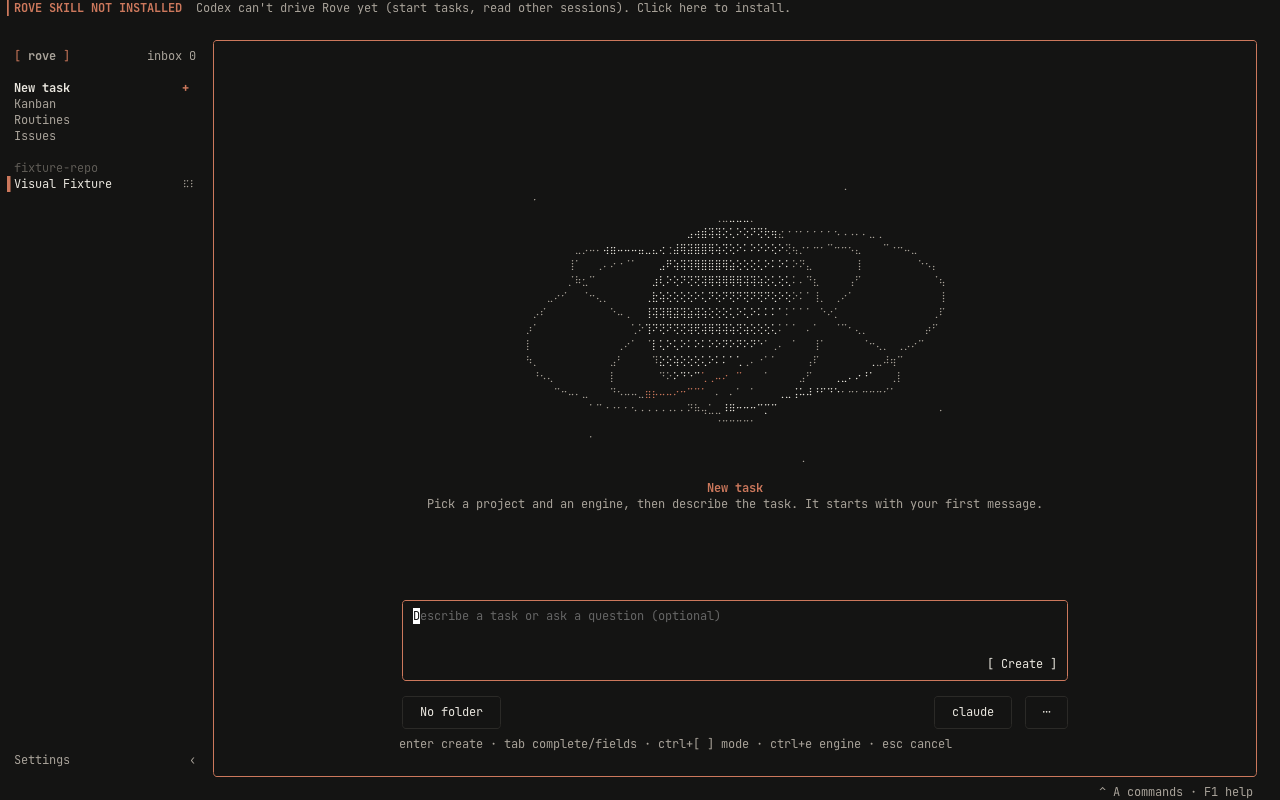 ROVE SKILL NOT INSTALLED  Codex can't drive Rove yet (start tasks, read other sessions). Click here to install.
[ rove ]  inbox 0
New task  +
Kanban
Routines
Issues
fixture-repo
Visual Fixture
New task
Pick a project and an engine, then describe the task. It starts with your first message.
Describe a task or ask a question (optional)
[ Create ]
No folder  claude  ⋯
enter create · tab complete/fields · ctrl+[ ] mode · ctrl+e engine · esc cancel
Settings  ‹
^ A commands · F1 help